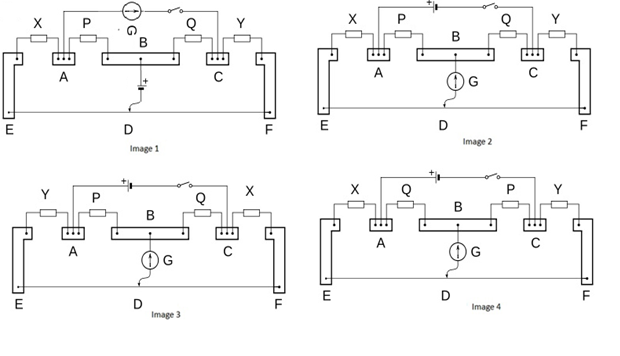 X P G Q Y
B
+
A C
E D F
Image 1
+
X P Q Y
B
G
A C
E D F
Image 2
+
Y P Q X
B
A C
G
E D F
Image 3
+
X Q P Y
B
A C
G
E D F
Image 4